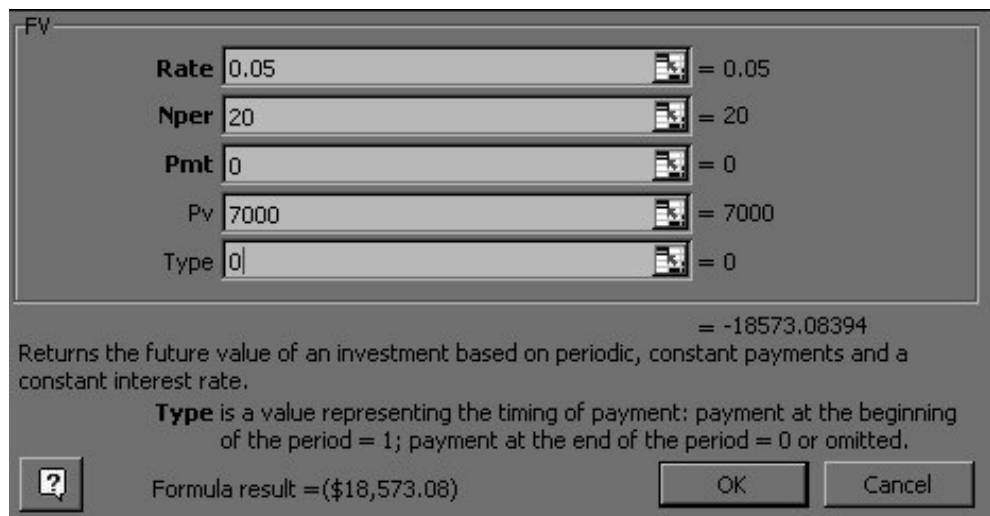 FV
Rate 0.05 = 0.05
Nper 20 = 20
Pmt 0 = 0
Pv 7000 = 7000
Type 0 = 0
= -18573.08394
Returns the future value of an investment based on periodic, constant payments and a
constant interest rate.
Type is a value representing the timing of payment: payment at the beginning
of the period = 1; payment at the end of the period = 0 or omitted.
? Formula result =($18,573.08) OK Cancel